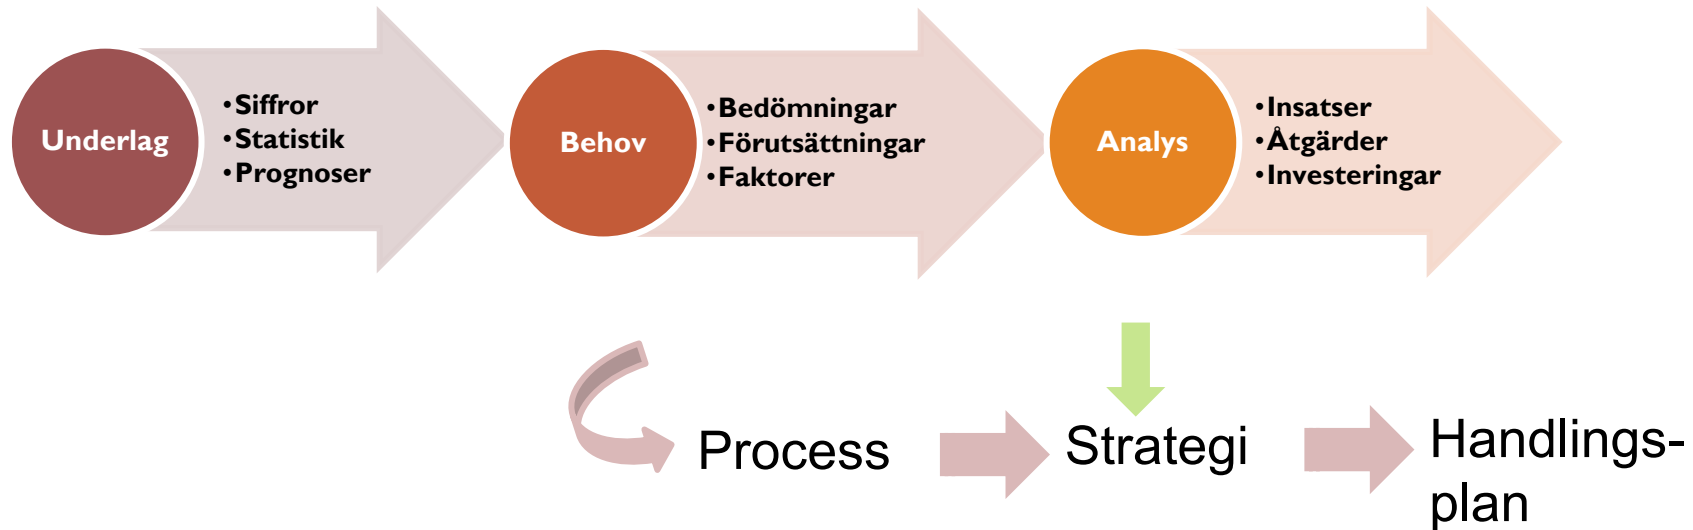 Underlag
•Siffror
•Statistik
•Prognoser
Behov
•Bedömningar
•Förutsättningar
•Faktorer
Analys
•Insatser
•Åtgärder
•Investeringar
Process
Strategi
Handlings-
plan